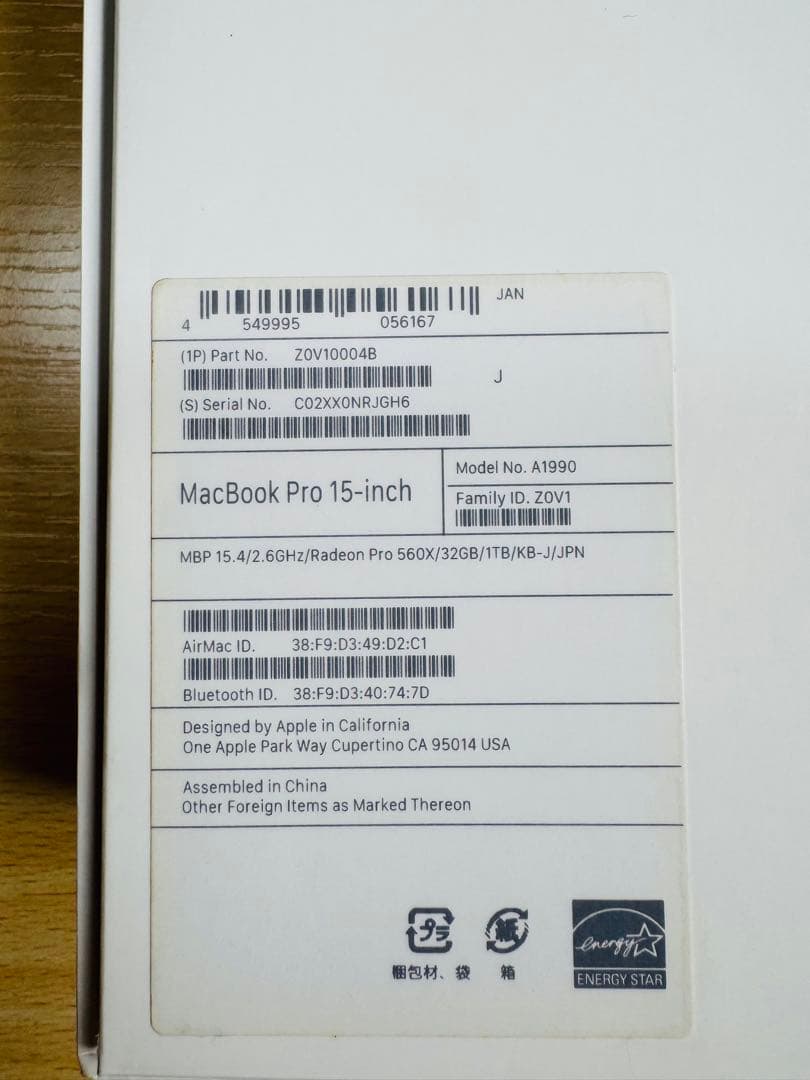 JAN
4 549995 056167
(1P) Part No. Z0V10004B
J
(S) Serial No. C02XX0NRJGH6
MacBook Pro 15-inch
Model No. A1990
Family ID. Z0V1
MBP 15.4/2.6GHz/Radeon Pro 560X/32GB/1TB/KB-J/JPN
AirMac ID. 38:F9:D3:49:D2:C1
Bluetooth ID. 38:F9:D3:40:74:7D
Designed by Apple in California
One Apple Park Way Cupertino CA 95014 USA
Assembled in China
Other Foreign Items as Marked Thereon
プラ
紙
energy
梱包材、袋
箱
ENERGY STAR